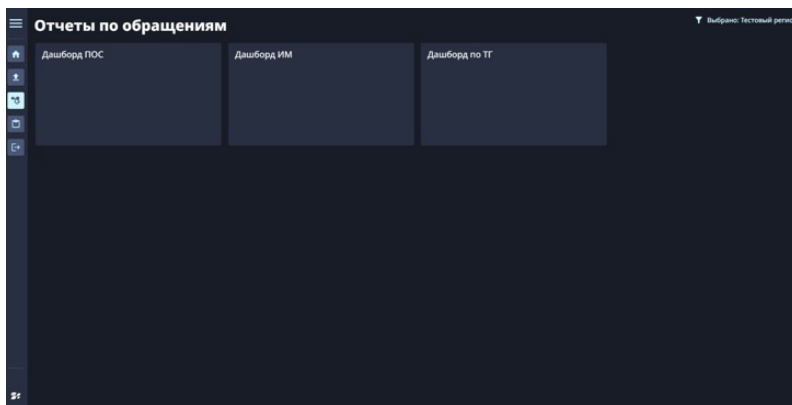 Отчеты по обращениям
Выбрано: Тестовый регио
Дашборд ПОС
Дашборд ИМ
Дашборд по ТГ